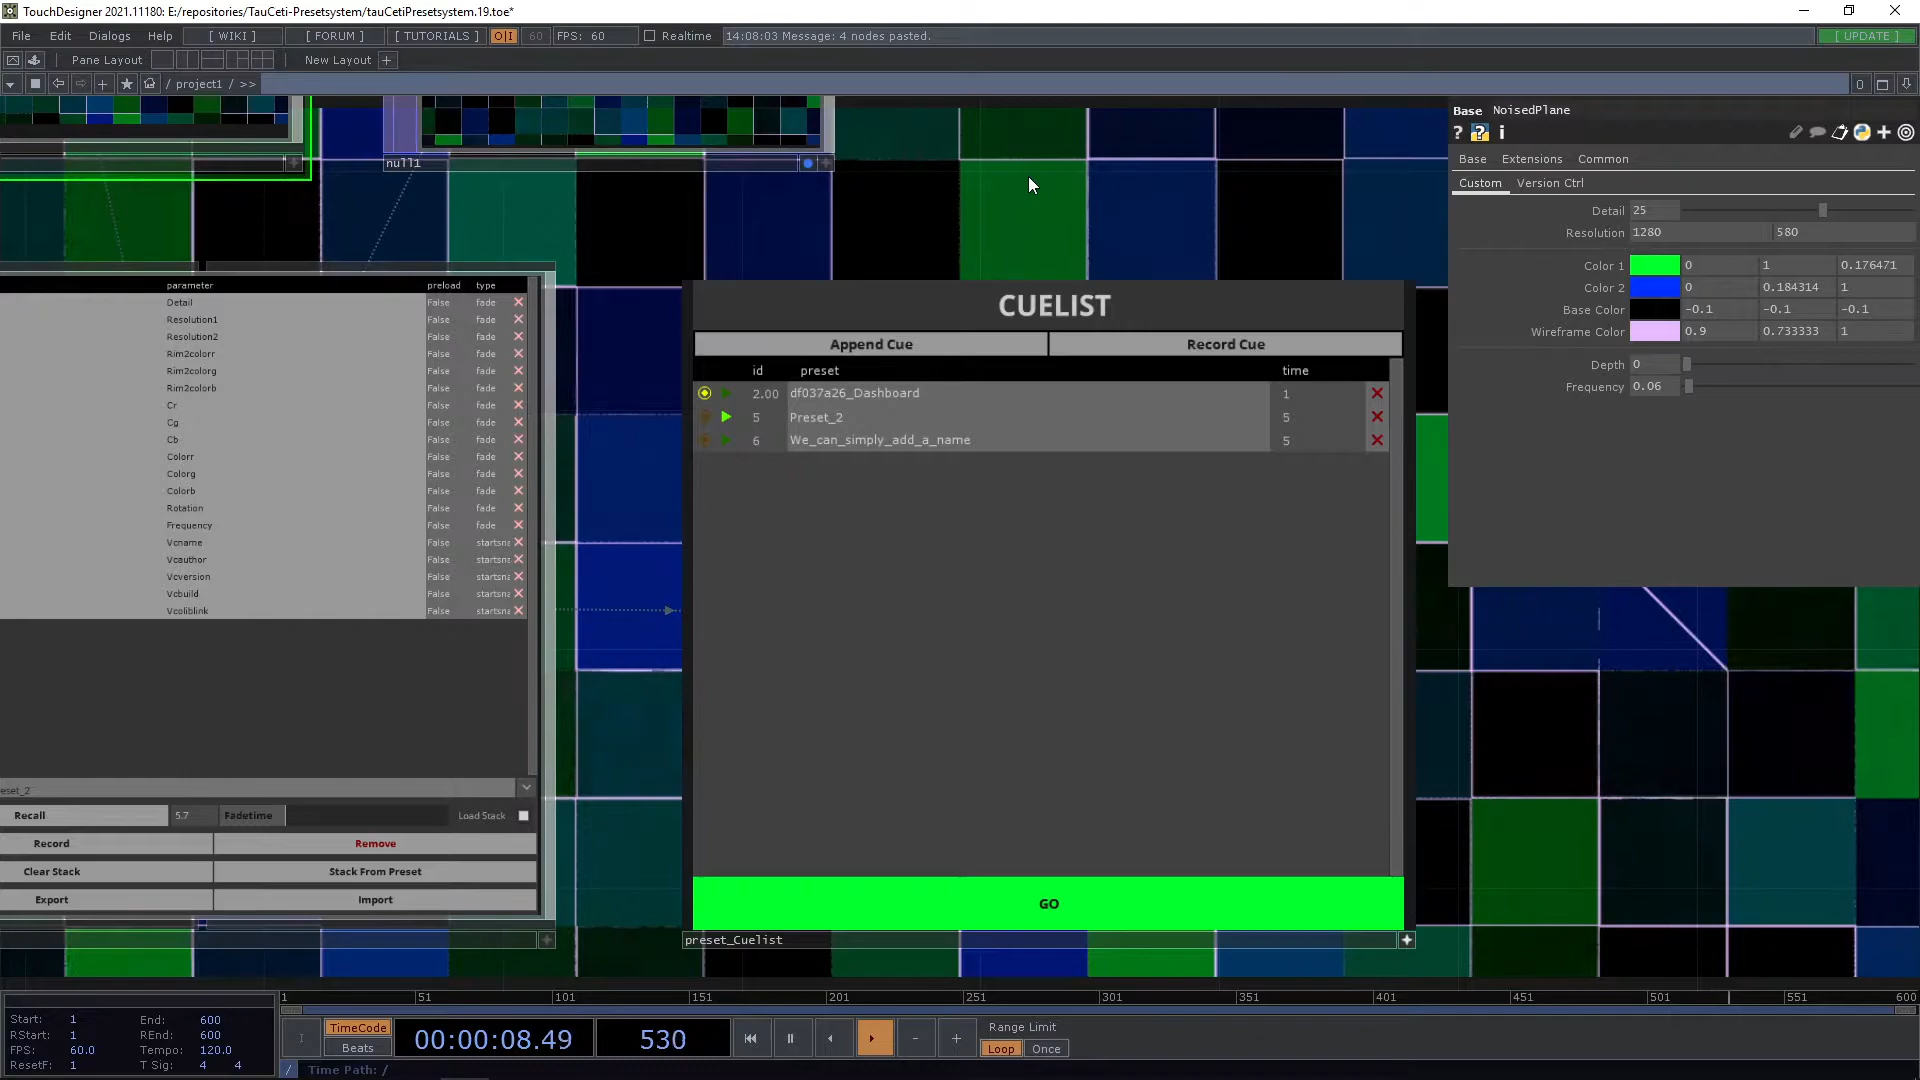 TouchDesigner 2021.11180: E:/repositories/TauCeti-Presetsystem/tauCetiPresetsystem.19.toe*
File Edit Dialogs Help [ WIKI ] [ FORUM ] [ TUTORIALS ] O|I 60 FPS: 60 Realtime 14:08:03 Message: 4 nodes pasted. [ UPDATE ]
Pane Layout New Layout +
/ project1 / >> 0
Base NoisedPlane
? ? i
Base Extensions Common
Custom Version Ctrl
Detail 25
Resolution 1280 580
Color 1 0 1 0.176471
Color 2 0 0.184314 1
Base Color -0.1 -0.1 -0.1
Wireframe Color 0.9 0.733333 1
Depth 0
Frequency 0.06
null1
parameter preload type
Detail False fade
Resolution1 False fade
Resolution2 False fade
Rim2colorr False fade
Rim2colorg False fade
Rim2colorb False fade
Cr False fade
Cg False fade
Cb False fade
Colorr False fade
Colorg False fade
Colorb False fade
Rotation False fade
Frequency False fade
Vcname False startsna
Vcauthor False startsna
Vcversion False startsna
Vcbuild False startsna
Vcoliblink False startsna
eset_2
Recall 5.7 Fadetime Load Stack
Record Remove
Clear Stack Stack From Preset
Export Import
CUELIST
Append Cue Record Cue
id preset time
2.00 df037a26_Dashboard 1
5 Preset_2 5
6 We_can_simply_add_a_name 5
GO
preset_Cuelist
1 51 101 151 201 251 301 351 401 451 501 551 600
Start: 1 End: 600
RStart: 1 REnd: 600
FPS: 60.0 Tempo: 120.0
ResetF: 1 T Sig: 4 4
TimeCode
Beats
00:00:08.49 530
- +
Range Limit
Loop Once
/ Time Path: /